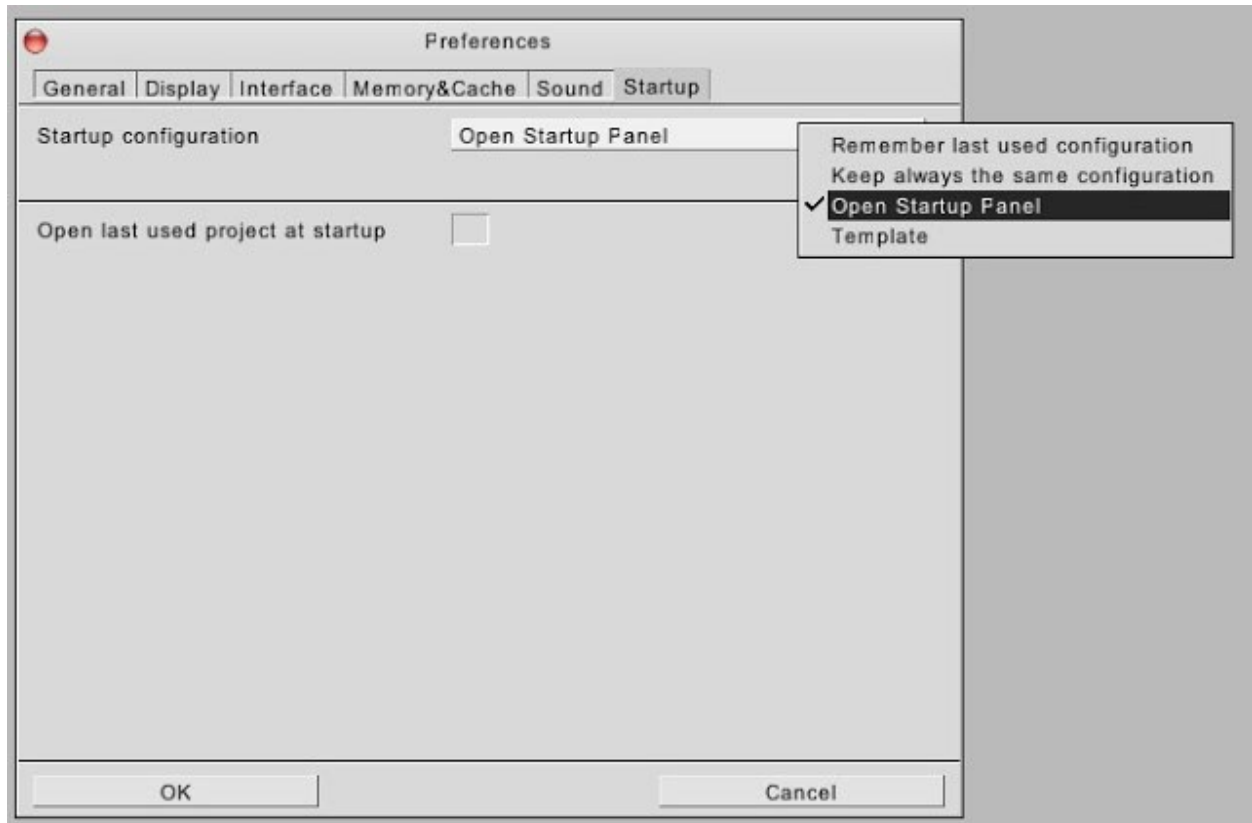 Preferences
General Display Interface Memory&Cache Sound Startup
Startup configuration Open Startup Panel
Remember last used configuration
Keep always the same configuration
Open Startup Panel
Template
Open last used project at startup
OK Cancel